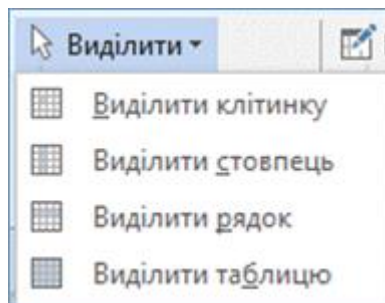 Виділити
Виділити клітинку
Виділити стовпець
Виділити рядок
Виділити таблицю